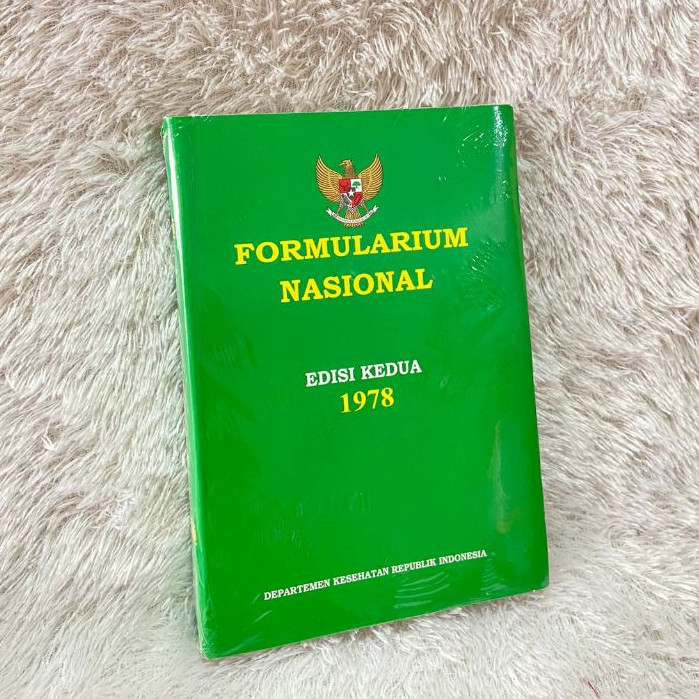 FORMULARIUM
NASIONAL
EDISI KEDUA
1978
DEPARTEMEN KESEHATAN REPUBLIK INDONESIA